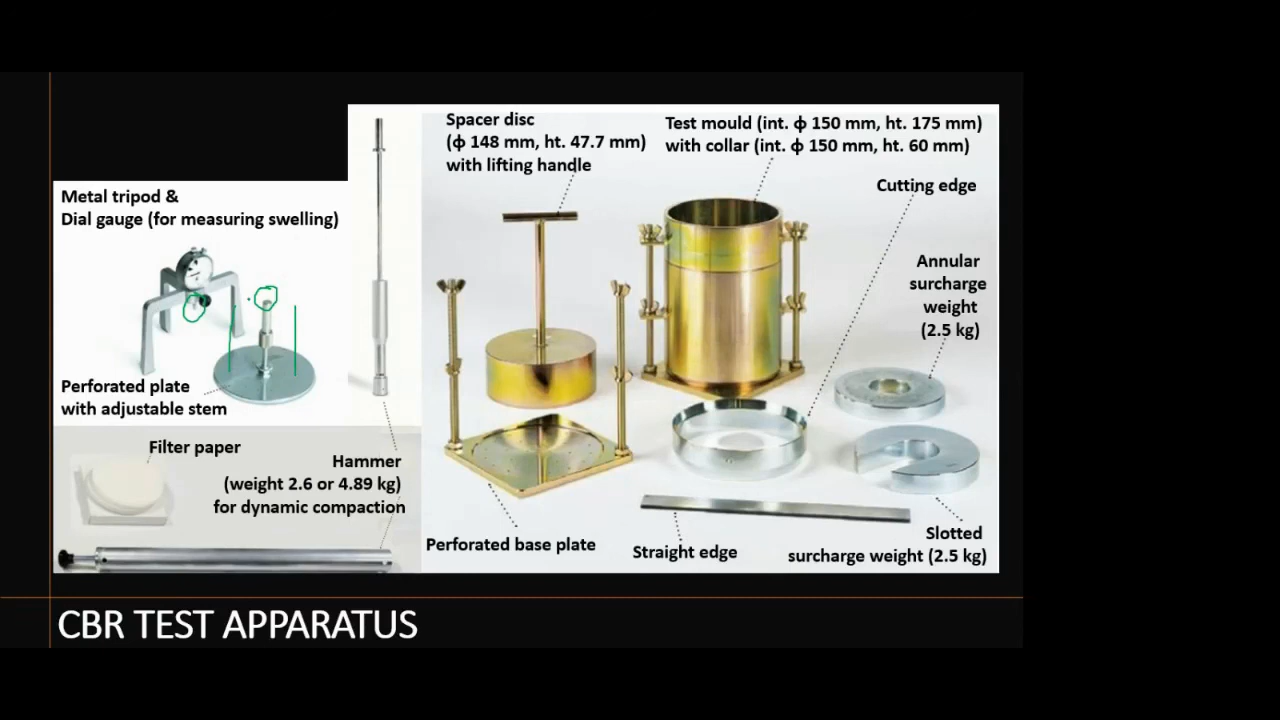 Spacer disc
(ϕ 148 mm, ht. 47.7 mm)
with lifting handle
Test mould (int. ϕ 150 mm, ht. 175 mm)
with collar (int. ϕ 150 mm, ht. 60 mm)
Cutting edge
Metal tripod &
Dial gauge (for measuring swelling)
Annular
surcharge
weight
(2.5 kg)
Perforated plate
with adjustable stem
Filter paper
Hammer
(weight 2.6 or 4.89 kg)
for dynamic compaction
Perforated base plate
Straight edge
Slotted
surcharge weight (2.5 kg)
CBR TEST APPARATUS